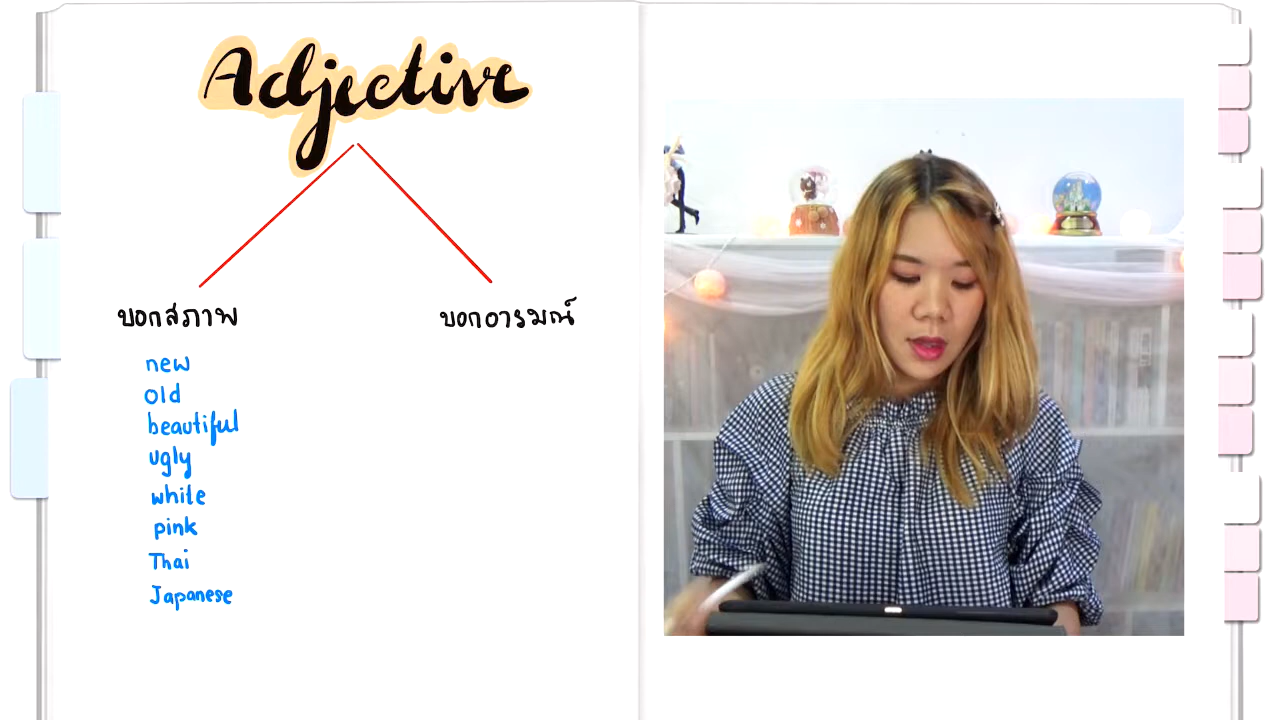 Adjective
บอกสภาพ
บอกอารมณ์
new
old
beautiful
ugly
white
pink
Thai
Japanese